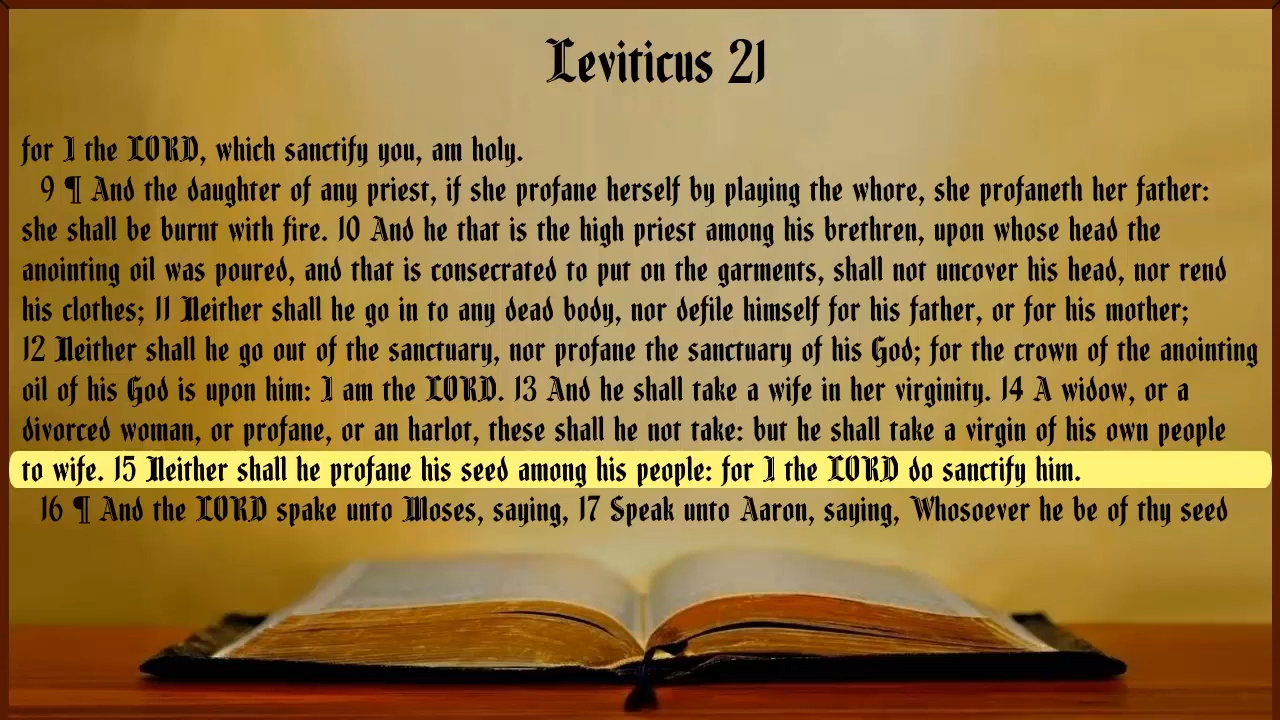 Leviticus 21
for I the LORD, which sanctify you, am holy.
9 ¶ And the daughter of any priest, if she profane herself by playing the whore, she profaneth her father:
she shall be burnt with fire. 10 And he that is the high priest among his brethren, upon whose head the
anointing oil was poured, and that is consecrated to put on the garments, shall not uncover his head, nor rend
his clothes; 11 Neither shall he go in to any dead body, nor defile himself for his father, or for his mother;
12 Neither shall he go out of the sanctuary, nor profane the sanctuary of his God; for the crown of the anointing
oil of his God is upon him: I am the LORD. 13 And he shall take a wife in her virginity. 14 A widow, or a
divorced woman, or profane, or an harlot, these shall he not take: but he shall take a virgin of his own people
to wife. 15 Neither shall he profane his seed among his people: for I the LORD do sanctify him.
16 ¶ And the LORD spake unto Moses, saying, 17 Speak unto Aaron, saying, Whosoever he be of thy seed